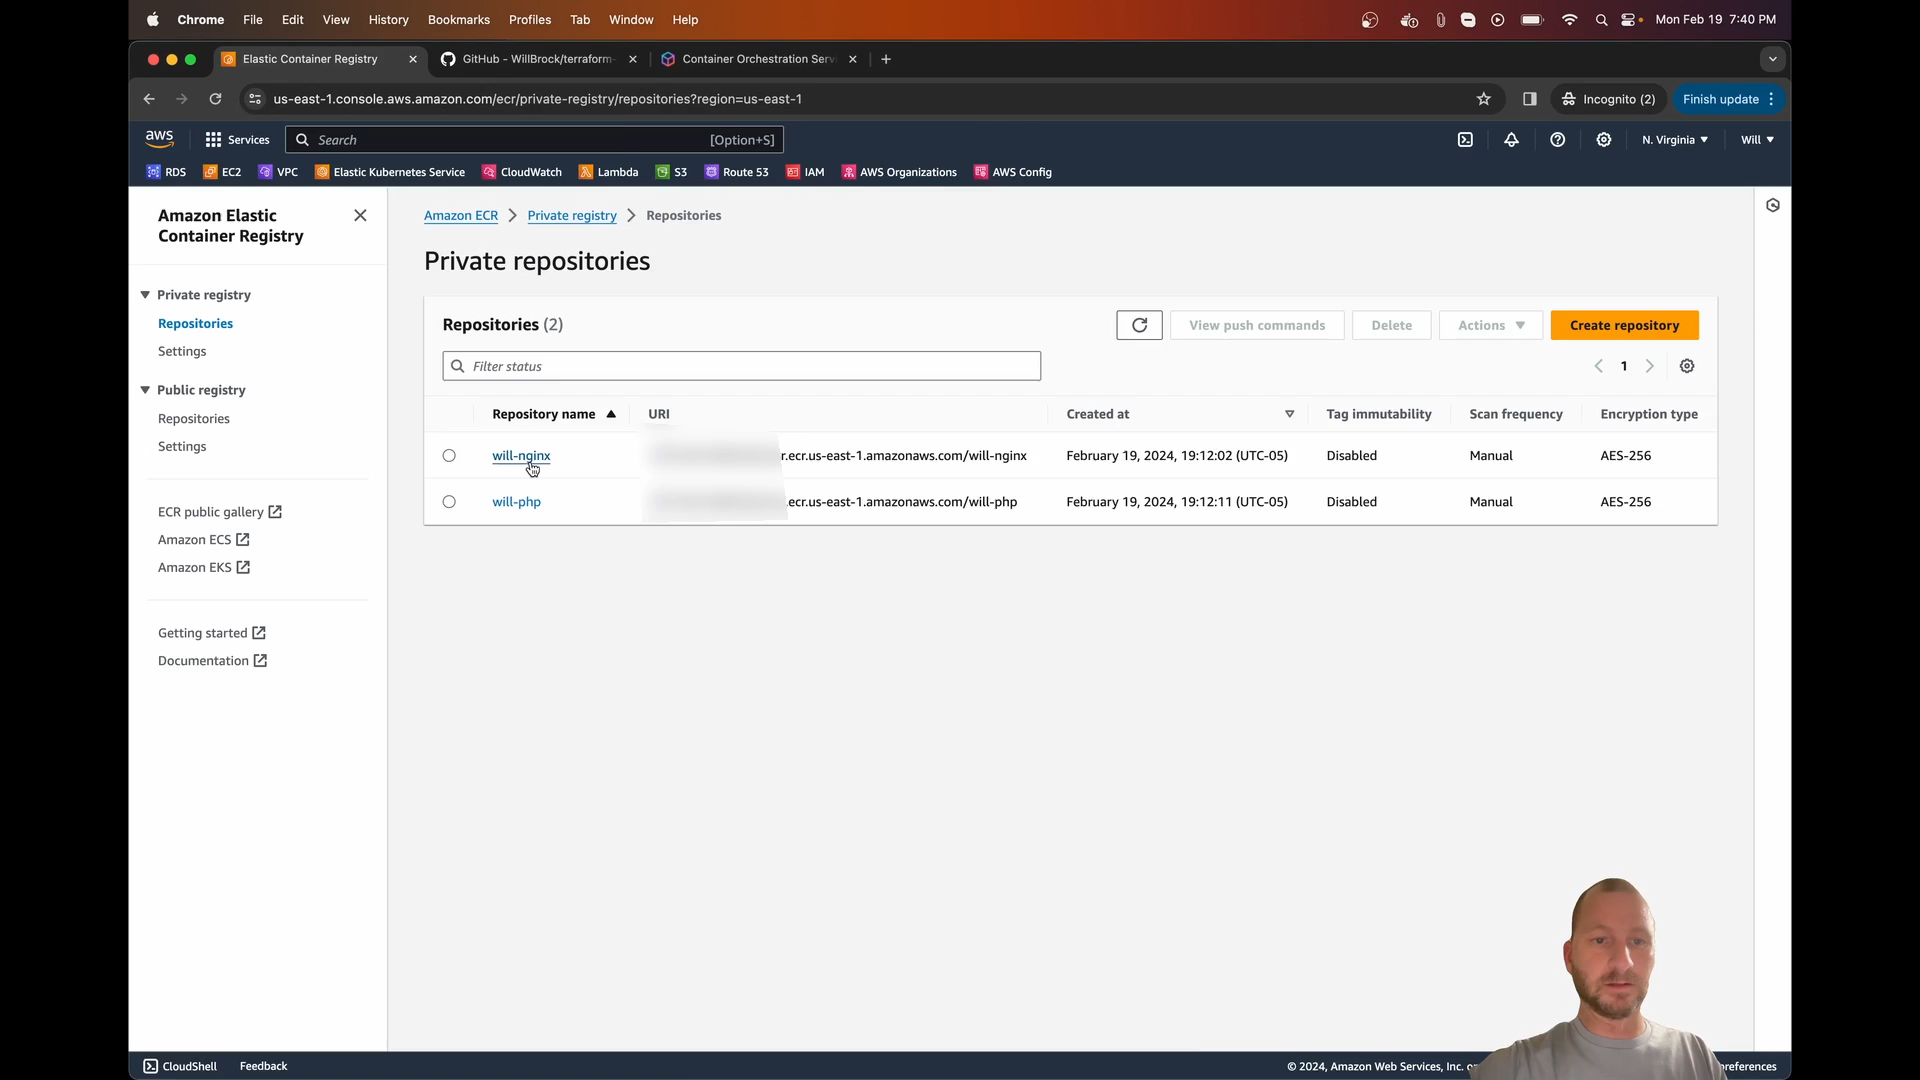 Chrome File Edit View History Bookmarks Profiles Tab Window Help
Mon Feb 19 7:40 PM
Elastic Container Registry
GitHub - WillBrock/terraform-
Container Orchestration Serv
us-east-1.console.aws.amazon.com/ecr/private-registry/repositories?region=us-east-1
Incognito (2)
Finish update
aws
Services
Search
[Option+S]
N. Virginia
Will
RDS EC2 VPC Elastic Kubernetes Service CloudWatch Lambda S3 Route 53 IAM AWS Organizations AWS Config
Amazon Elastic
Container Registry
Private registry
Repositories
Settings
Public registry
Repositories
Settings
ECR public gallery
Amazon ECS
Amazon EKS
Getting started
Documentation
Amazon ECR > Private registry > Repositories
Private repositories
Repositories (2)
View push commands
Delete
Actions
Create repository
Filter status
1
Repository name URI Created at Tag immutability Scan frequency Encryption type
will-nginx r.ecr.us-east-1.amazonaws.com/will-nginx February 19, 2024, 19:12:02 (UTC-05) Disabled Manual AES-256
will-php .ecr.us-east-1.amazonaws.com/will-php February 19, 2024, 19:12:11 (UTC-05) Disabled Manual AES-256
CloudShell Feedback
© 2024, Amazon Web Services, Inc. or
references